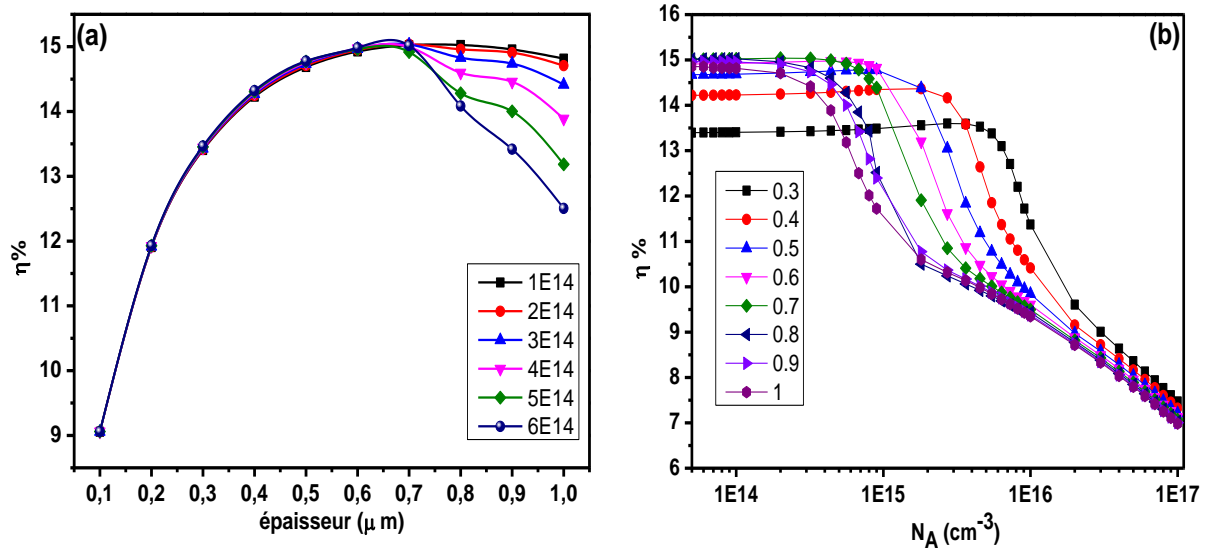 (a)
15
14
13
12
11
10
9
η%
0,1 0,2 0,3 0,4 0,5 0,6 0,7 0,8 0,9 1,0
épaisseur (μ m)
1E14
2E14
3E14
4E14
5E14
6E14
(b)
16
15
14
13
12
11
10
9
8
7
6
η %
1E14 1E15 1E16 1E17
N_A (cm⁻³)
0.3
0.4
0.5
0.6
0.7
0.8
0.9
1